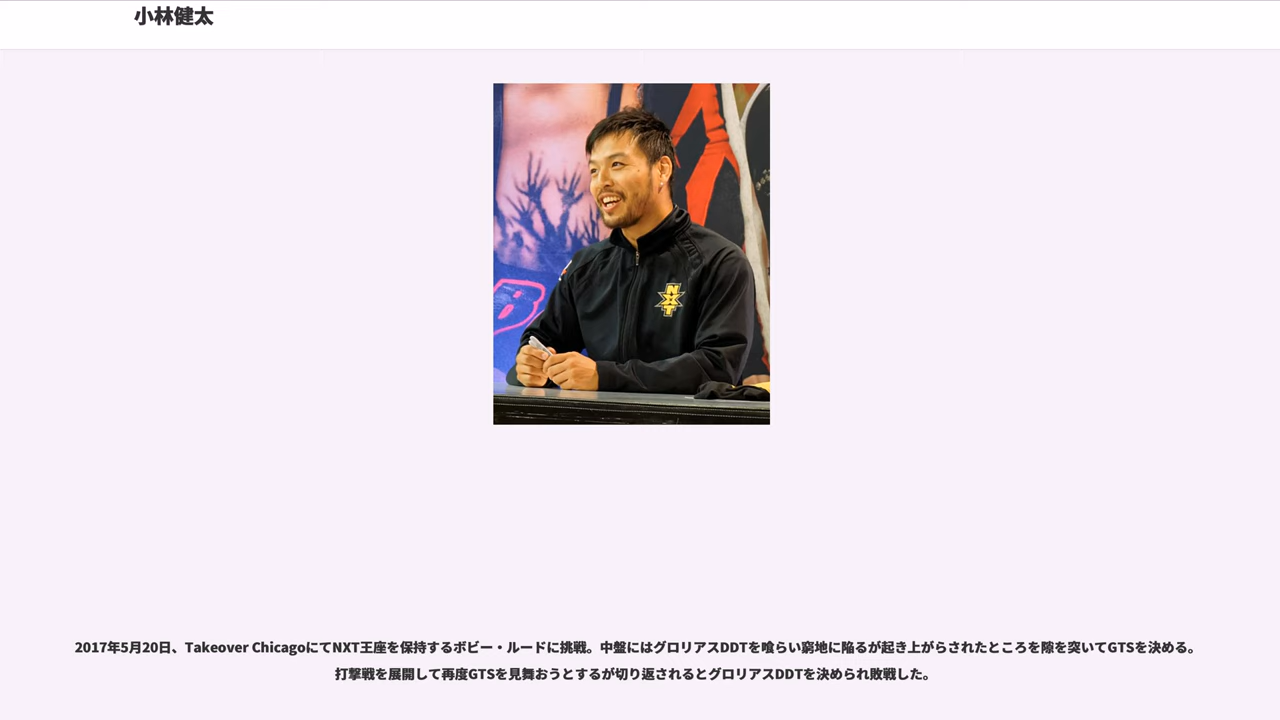 小林健太
B
NXT
2017年5月20日、Takeover ChicagoにてNXT王座を保持するボビー・ルードに挑戦。中盤にはグロリアスDDTを喰らい窮地に陥るが起き上がらされたところを隙を突いてGTSを決める。
打撃戦を展開して再度GTSを見舞おうとするが切り返されるとグロリアスDDTを決められ敗戦した。